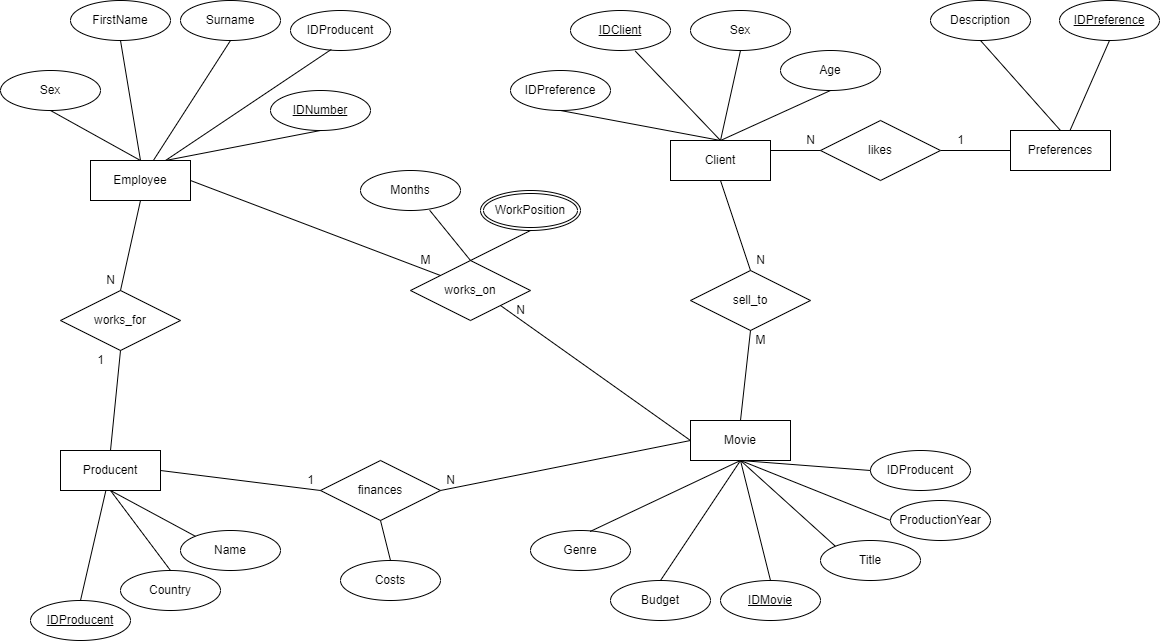 FirstName
Surname
IDProducent
Sex
IDNumber
Employee
IDClient
Sex
Age
IDPreference
Description
IDPreference
Client
N
likes
1
Preferences
Months
WorkPosition
M
works_on
N
N
works_for
1
N
sell_to
M
Producent
1
finances
N
Movie
Costs
Name
Country
IDProducent
Genre
Budget
IDMovie
Title
ProductionYear
IDProducent